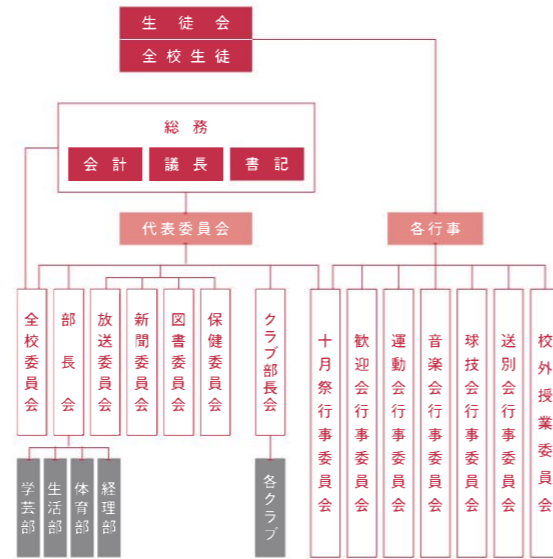 生徒会
全校生徒
総務
会計
議長
書記
代表委員会
各行事
全校委員会
部長会
放送委員会
新聞委員会
図書委員会
保健委員会
クラブ部長会
十月祭行事委員会
歓迎会行事委員会
運動会行事委員会
音楽会行事委員会
球技会行事委員会
送別会行事委員会
校外授業委員会
学芸部
生活部
体育部
経理部
各クラブ